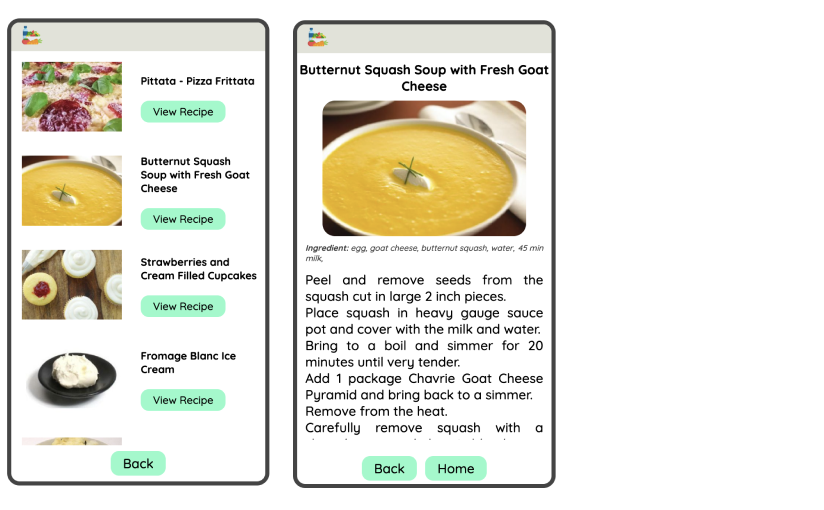 Pittata - Pizza Frittata
View Recipe
Butternut Squash
Soup with Fresh Goat
Cheese
View Recipe
Strawberries and
Cream Filled Cupcakes
View Recipe
Fromage Blanc Ice
Cream
View Recipe
Back
Butternut Squash Soup with Fresh Goat
Cheese
Ingredient: egg, goat cheese, butternut squash, water, 45 min
milk,
Peel and remove seeds from the
squash cut in large 2 inch pieces.
Place squash in heavy gauge sauce
pot and cover with the milk and water.
Bring to a boil and simmer for 20
minutes until very tender.
Add 1 package Chavrie Goat Cheese
Pyramid and bring back to a simmer.
Remove from the heat.
Carefully remove squash with a
Back
Home